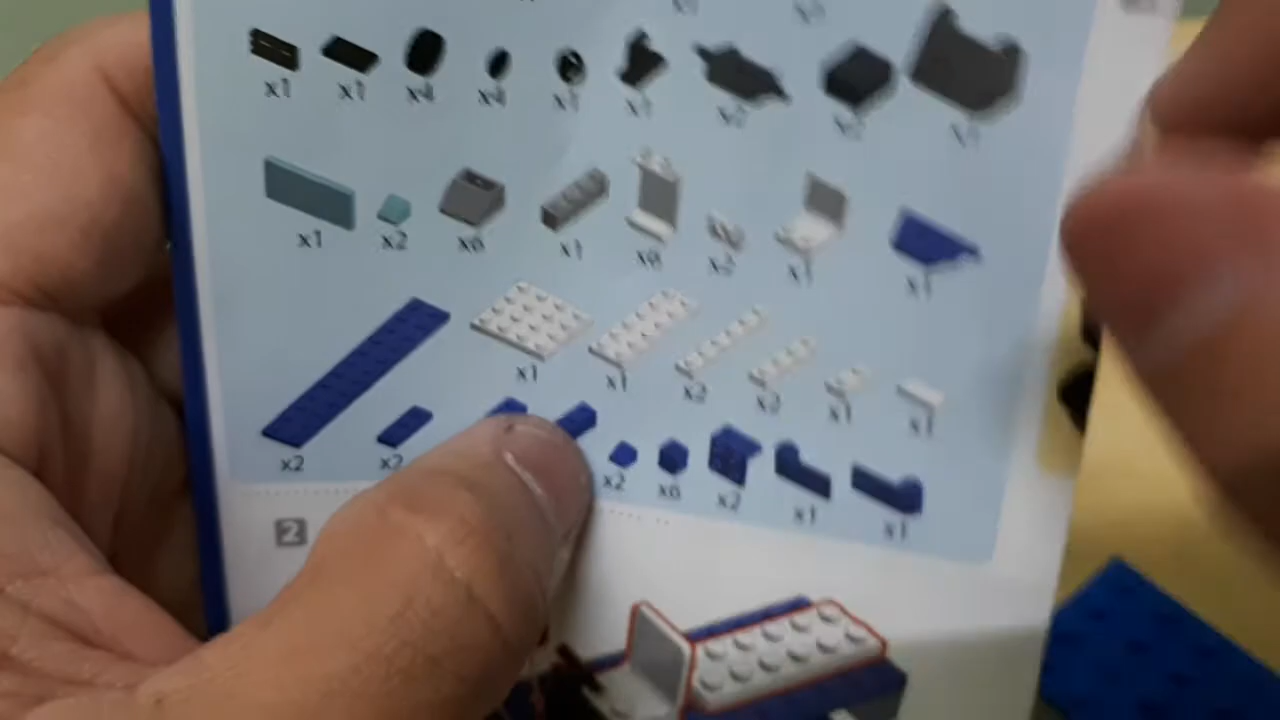 x1 x1 x4 x4 x1 x1 x2
x1 x2 x6 x1 x2 x1 x1
x1 x1 x2 x2 x1 x1
x2 x2 x2 x6 x2 x1 x1
2